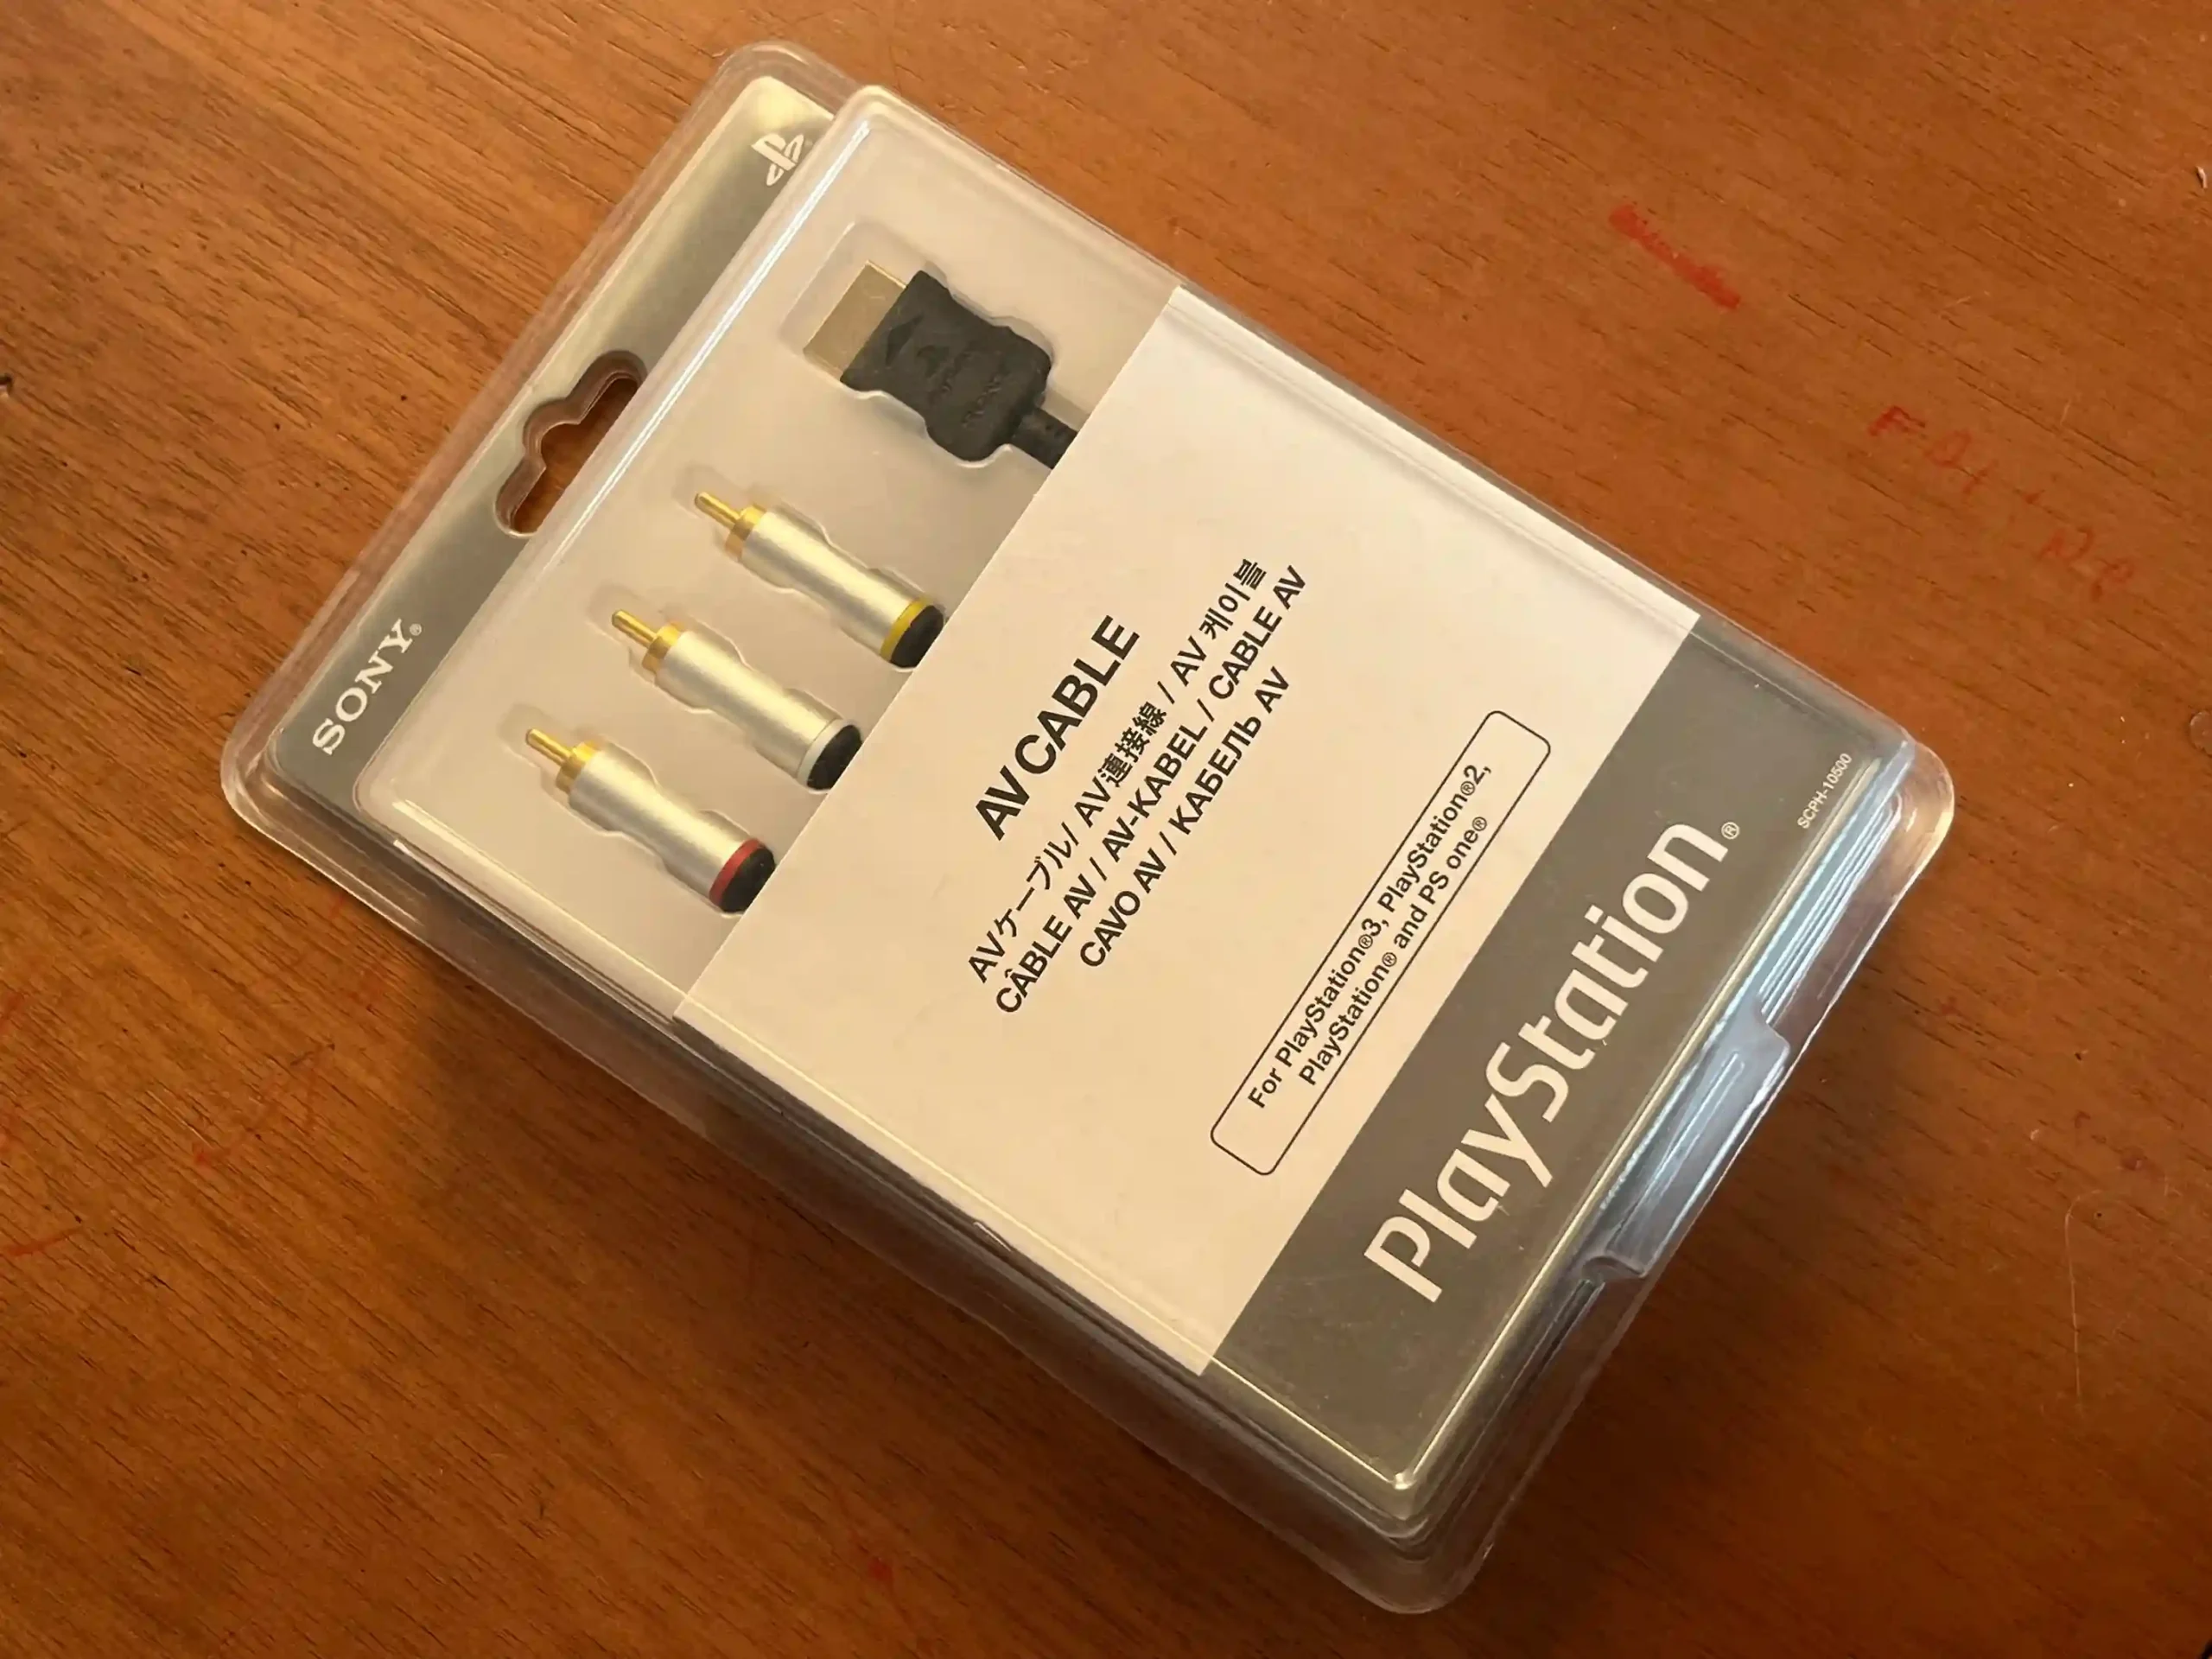 SONY®
AV CABLE
AVケーブル/ AV連接線 / AV 케이블
CÂBLE AV / AV-KABEL / CABLE AV
CAVO AV / КАБЕЛЬ AV
For PlayStation®3, PlayStation®2,
PlayStation® and PS one®
PlayStation®
SCPH-10500